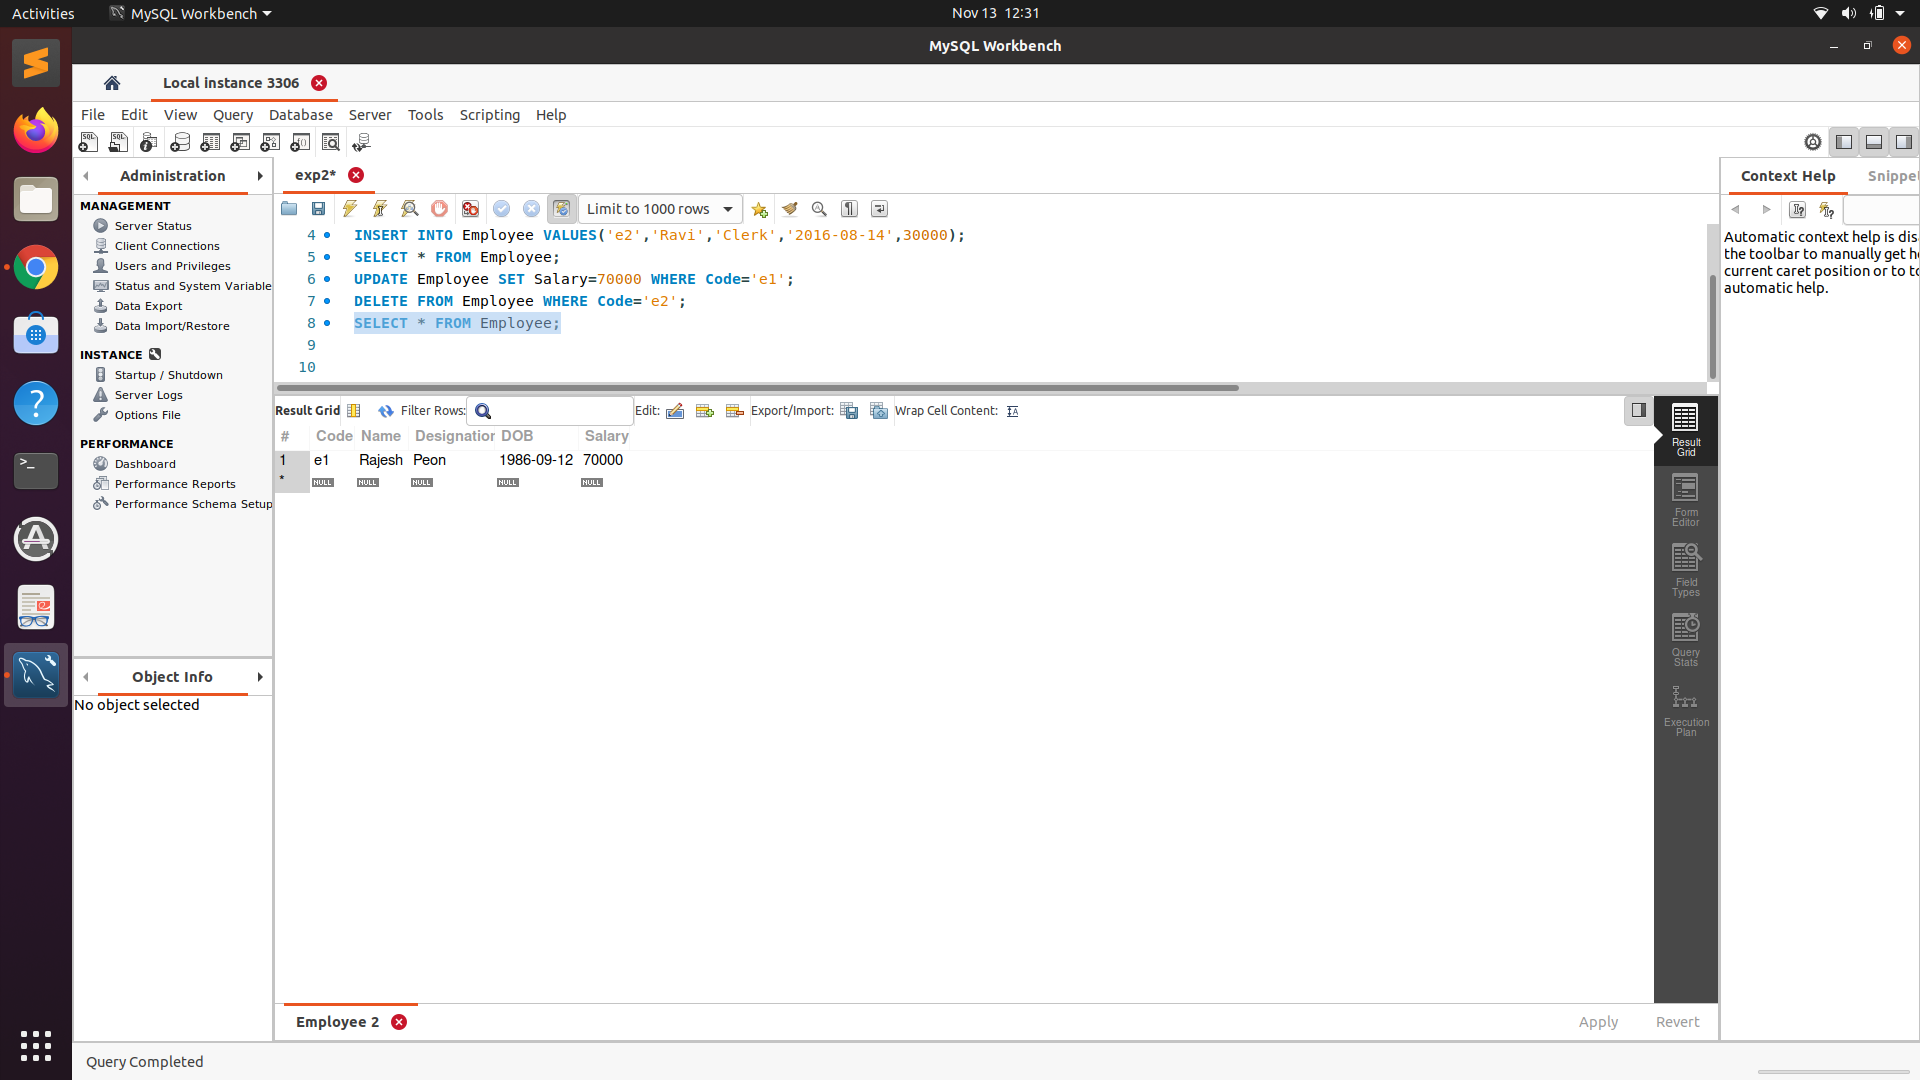 Activities MySQL Workbench Nov 13 12:31
MySQL Workbench
Local instance 3306
File Edit View Query Database Server Tools Scripting Help
Administration
MANAGEMENT
Server Status
Client Connections
Users and Privileges
Status and System Variable
Data Export
Data Import/Restore
INSTANCE
Startup / Shutdown
Server Logs
Options File
PERFORMANCE
Dashboard
Performance Reports
Performance Schema Setup
Object Info
No object selected
exp2*
Limit to 1000 rows
4 INSERT INTO Employee VALUES('e2','Ravi','Clerk','2016-08-14',30000);
5 SELECT * FROM Employee;
6 UPDATE Employee SET Salary=70000 WHERE Code='e1';
7 DELETE FROM Employee WHERE Code='e2';
8 SELECT * FROM Employee;
9
10
Result Grid Filter Rows: Edit: Export/Import: Wrap Cell Content:
# Code Name Designation DOB Salary
1 e1 Rajesh Peon 1986-09-12 70000
* NULL NULL NULL NULL NULL
Result
Grid
Form
Editor
Field
Types
Query
Stats
Execution
Plan
Employee 2 Apply Revert
Context Help Snippet
Automatic context help is dis
the toolbar to manually get he
current caret position or to to
automatic help.
Query Completed